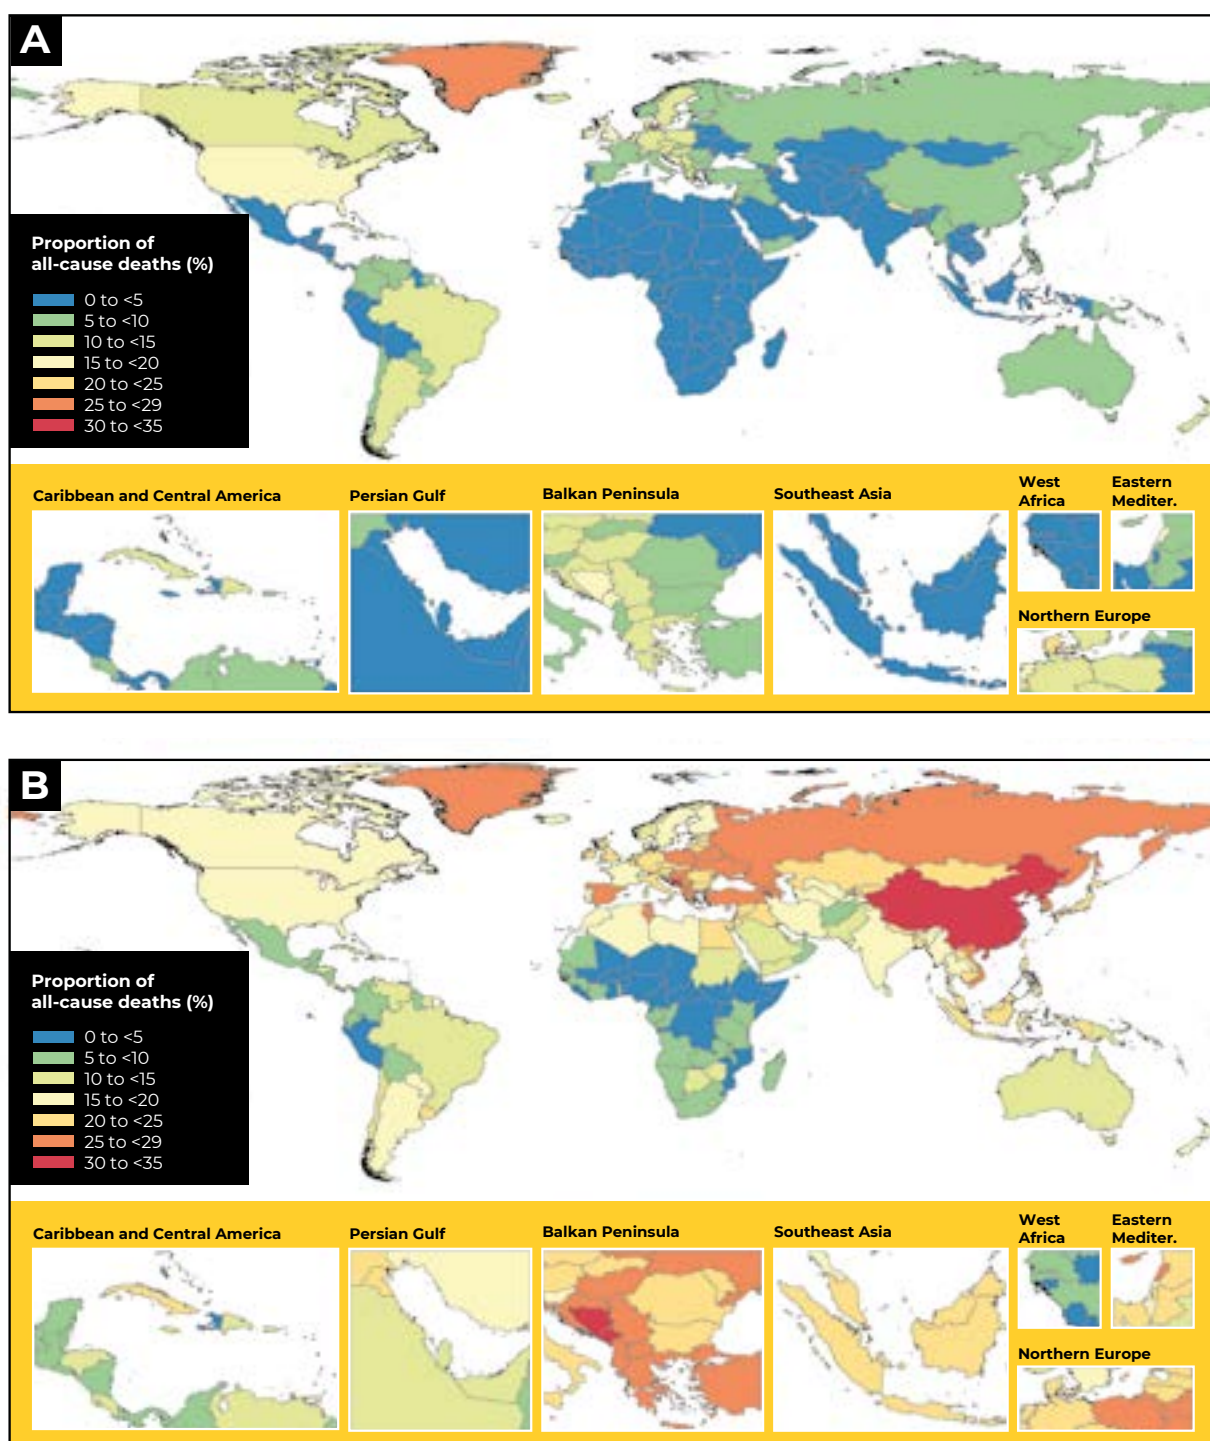 A
Proportion of
all-cause deaths (%)
0 to <5
5 to <10
10 to <15
15 to <20
20 to <25
25 to <29
30 to <35
Caribbean and Central America
Persian Gulf
Balkan Peninsula
Southeast Asia
West
Africa
Eastern
Mediter.
Northern Europe
B
Proportion of
all-cause deaths (%)
0 to <5
5 to <10
10 to <15
15 to <20
20 to <25
25 to <29
30 to <35
Caribbean and Central America
Persian Gulf
Balkan Peninsula
Southeast Asia
West
Africa
Eastern
Mediter.
Northern Europe